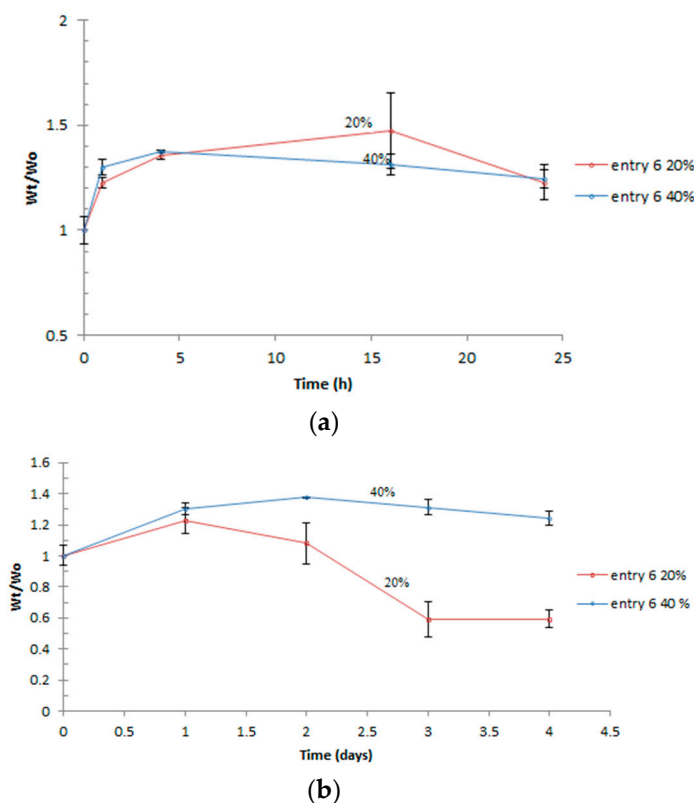 2
1.5
1
0.5
0 5 10 15 20 25
Wt/Wo
Time (h)
20%
40%
entry 6 20%
entry 6 40%
(a)
1.6
1.4
1.2
1
0.8
0.6
0.4
0.2
0
0 0.5 1 1.5 2 2.5 3 3.5 4 4.5
Wt/Wo
Time (days)
40%
20%
entry 6 20%
entry 6 40 %
(b)